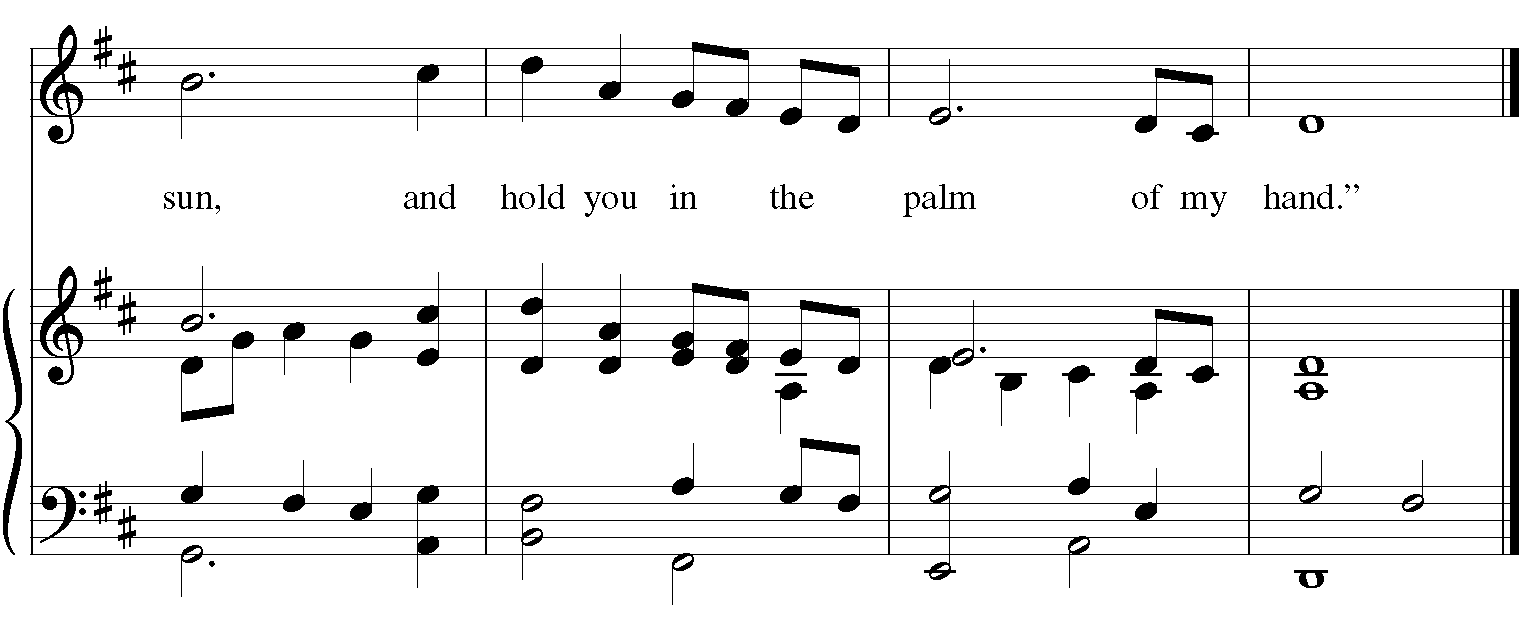 sun, and hold you in the palm of my hand.”